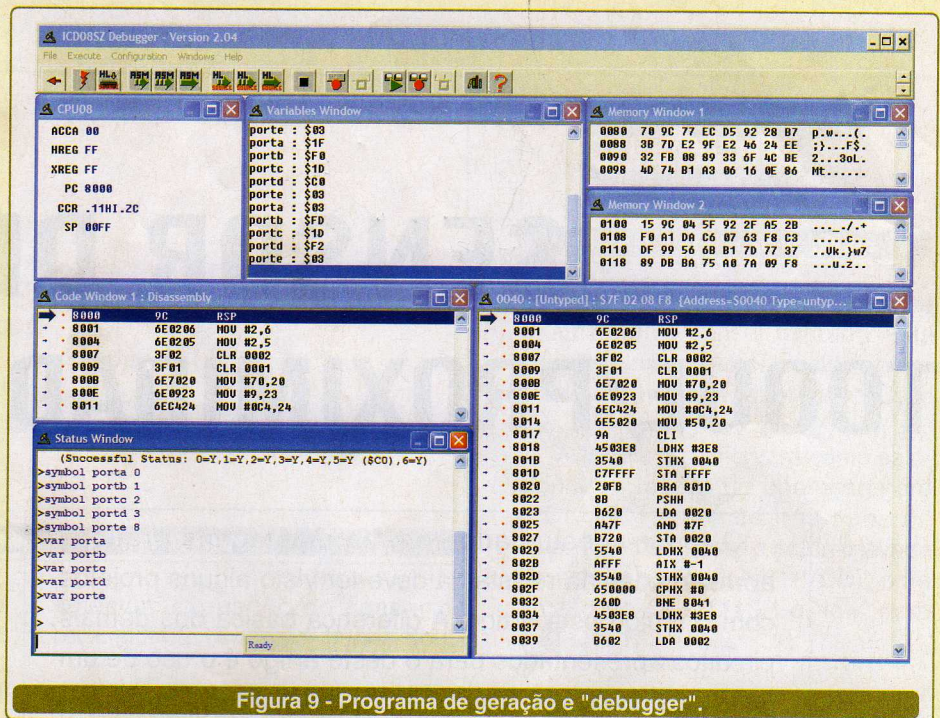 ICD08SZ Debugger - Version 2.04
File Execute Configuration Windows Help
CPU08
ACCA 00
HREG FF
XREG FF
PC 8000
CCR .11HI.ZC
SP 00FF
Variables Window
porte : $03
porta : $1F
portb : $F0
portc : $1D
portd : $C0
porte : $03
porta : $03
portb : $FD
portc : $1D
portd : $F2
porte : $03
Memory Window 1
0080 70 9C 77 EC D5 92 28 B7 p.w...(.
0088 3B 7D E2 9F E2 46 24 EE ;}...F$.
0090 32 FB 08 89 33 6F 4C BE 2...3oL.
0098 4D 74 B1 A3 06 16 0E 86 Mt......
Memory Window 2
0100 15 9C 04 5F 92 2F A5 2B ..._./.+
0108 F0 A1 DA C6 07 63 F8 C3 .....c..
0110 DF 99 56 6B B1 7D 77 37 ..Vk.}w7
0118 89 DB BA 75 A0 7A 09 F8 ...u.z..
Code Window 1 : Disassembly
8000 9C RSP
8001 6E0206 MOV #2,6
8004 6E0205 MOV #2,5
8007 3F02 CLR 0002
8009 3F01 CLR 0001
800B 6E7020 MOV #70,20
800E 6E0923 MOV #9,23
8011 6EC424 MOV #0C4,24
0040 : [Untyped] : $7F D2 08 F8 {Address=$0040 Type=untyp...
8000 9C RSP
8001 6E0206 MOV #2,6
8004 6E0205 MOV #2,5
8007 3F02 CLR 0002
8009 3F01 CLR 0001
800B 6E7020 MOV #70,20
800E 6E0923 MOV #9,23
8011 6EC424 MOV #0C4,24
8014 6E5020 MOV #50,20
8017 9A CLI
8018 4503E8 LDHX #3E8
801B 3540 STHX 0040
801D C7FFFF STA FFFF
8020 20FB BRA 801D
8022 8B PSHH
8023 B620 LDA 0020
8025 A47F AND #7F
8027 B720 STA 0020
8029 5540 LDHX 0040
802B AFFF AIX #-1
802D 3540 STHX 0040
802F 650000 CPHX #0
8032 260D BNE 8041
8034 4503E8 LDHX #3E8
8037 3540 STHX 0040
8039 B602 LDA 0002
Status Window
(Successful Status: 0=Y,1=Y,2=Y,3=Y,4=Y,5=Y ($C0),6=Y)
>symbol porta 0
>symbol portb 1
>symbol portc 2
>symbol portd 3
>symbol porte 8
>var porta
>var portb
>var portc
>var portd
>var porte
>
Ready
Figura 9 - Programa de geração e "debugger".